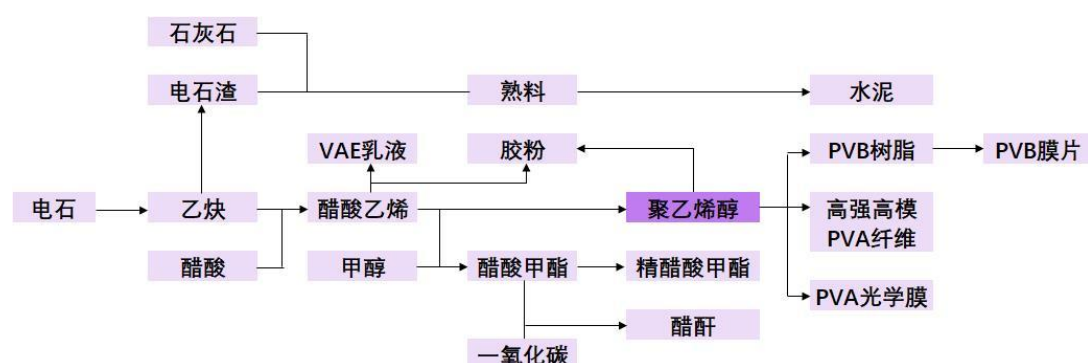 石灰石
电石渣
熟料
水泥
VAE乳液
胶粉
PVB树脂
PVB膜片
电石
乙炔
醋酸乙烯
聚乙烯醇
高强高模
PVA纤维
醋酸
甲醇
醋酸甲酯
精醋酸甲酯
PVA光学膜
醋酐
一氧化碳